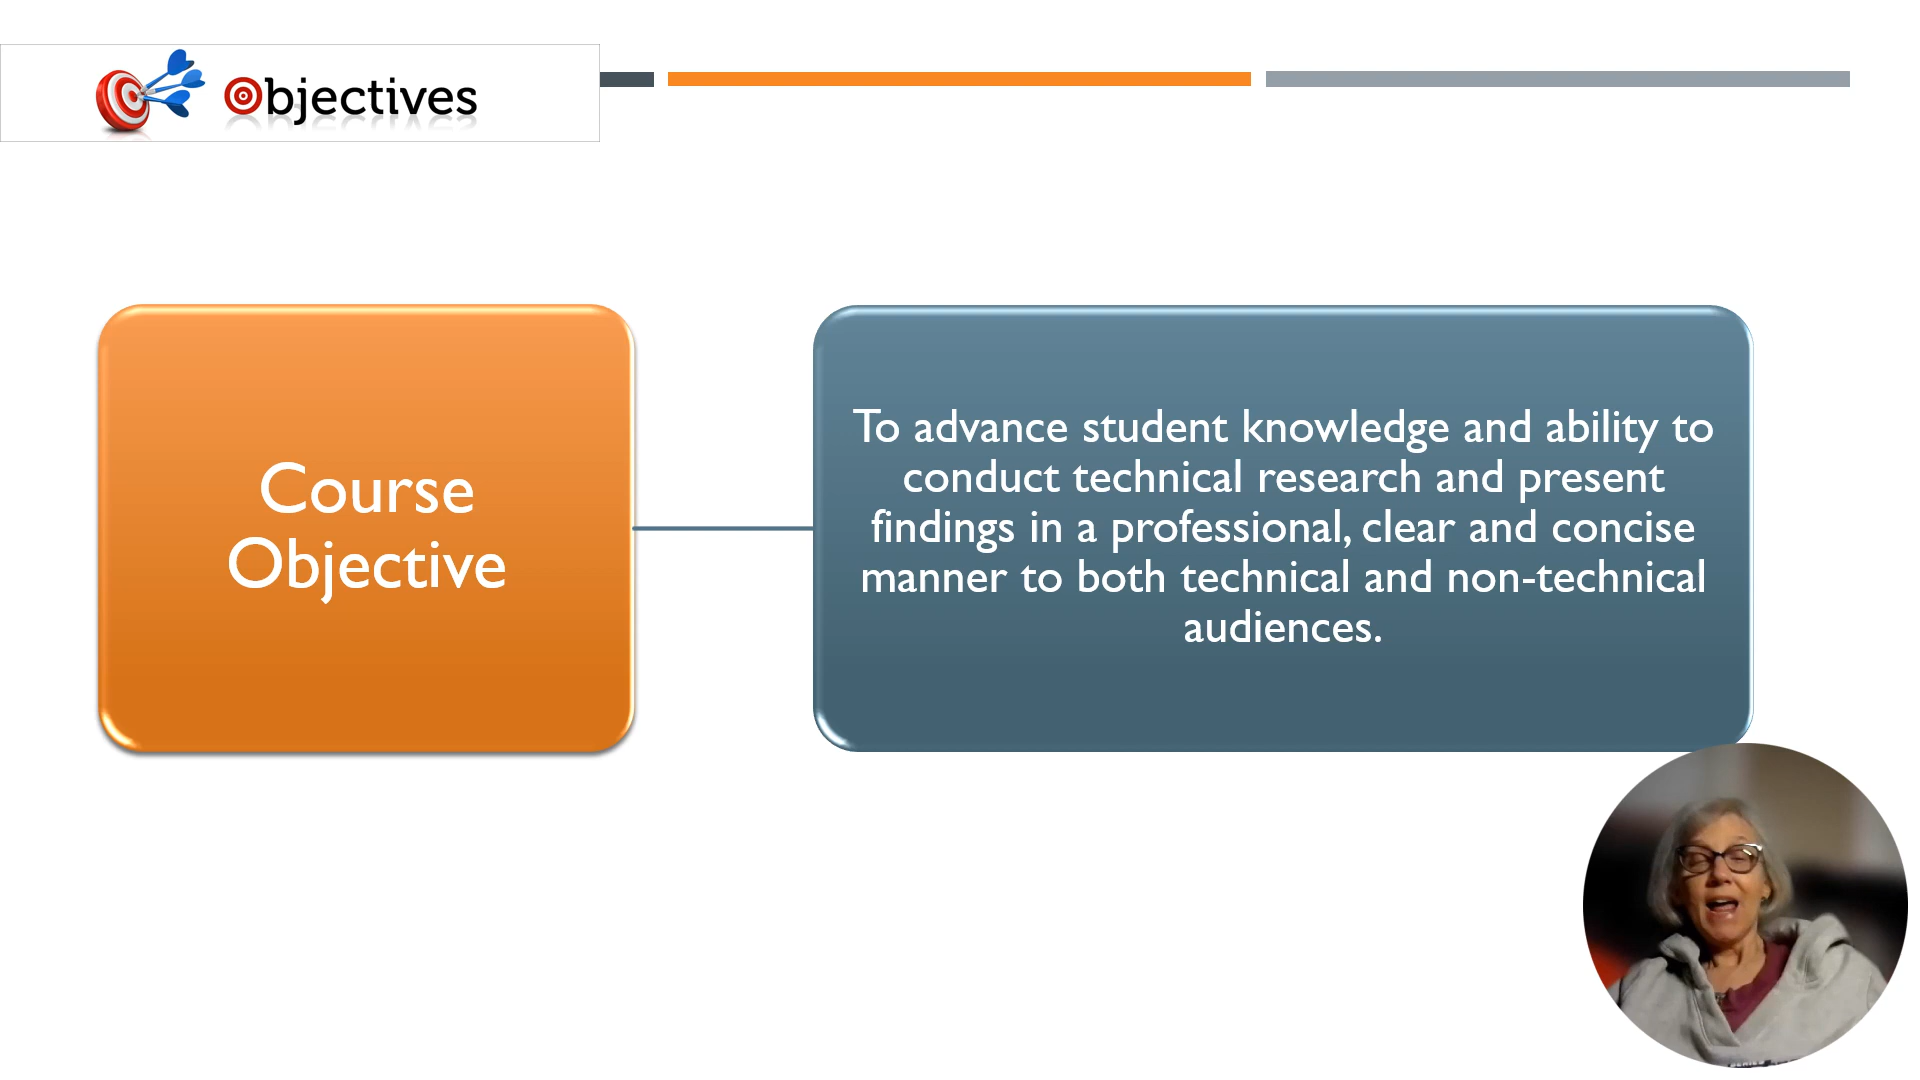 Objectives
Course
Objective
To advance student knowledge and ability to
conduct technical research and present
findings in a professional, clear and concise
manner to both technical and non-technical
audiences.